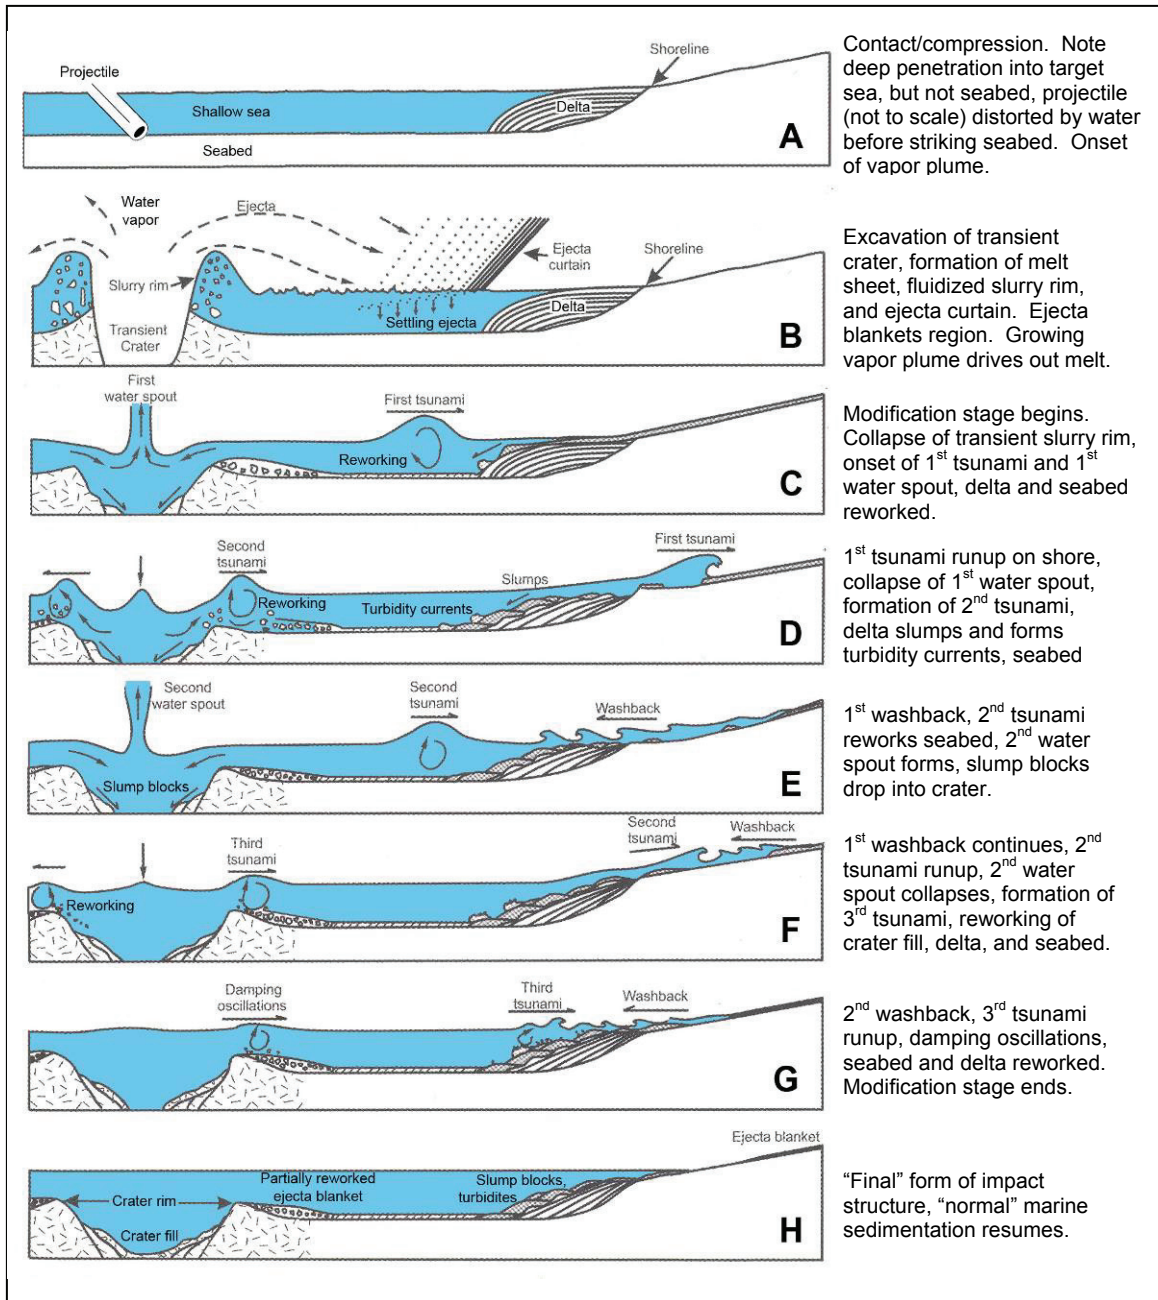 Projectile
Shallow sea
Seabed
Delta
Shoreline
A
Contact/compression. Note
deep penetration into target
sea, but not seabed, projectile
(not to scale) distorted by water
before striking seabed. Onset
of vapor plume.
Water
vapor
Ejecta
Slurry rim
Transient
Crater
Settling ejecta
Ejecta
curtain
Shoreline
Delta
B
Excavation of transient
crater, formation of melt
sheet, fluidized slurry rim,
and ejecta curtain. Ejecta
blankets region. Growing
vapor plume drives out melt.
First
water spout
First tsunami
Reworking
C
Modification stage begins.
Collapse of transient slurry rim,
onset of 1st tsunami and 1st
water spout, delta and seabed
reworked.
Second
tsunami
Reworking
Turbidity currents
Slumps
First tsunami
D
1st tsunami runup on shore,
collapse of 1st water spout,
formation of 2nd tsunami,
delta slumps and forms
turbidity currents, seabed
Second
water spout
Slump blocks
Second
tsunami
Washback
E
1st washback, 2nd tsunami
reworks seabed, 2nd water
spout forms, slump blocks
drop into crater.
Reworking
Third
tsunami
Second
tsunami
Washback
F
1st washback continues, 2nd
tsunami runup, 2nd water
spout collapses, formation of
3rd tsunami, reworking of
crater fill, delta, and seabed.
Damping
oscillations
Third
tsunami
Washback
G
2nd washback, 3rd tsunami
runup, damping oscillations,
seabed and delta reworked.
Modification stage ends.
Crater rim
Crater fill
Partially reworked
ejecta blanket
Slump blocks,
turbidites
Ejecta blanket
H
“Final” form of impact
structure, “normal” marine
sedimentation resumes.